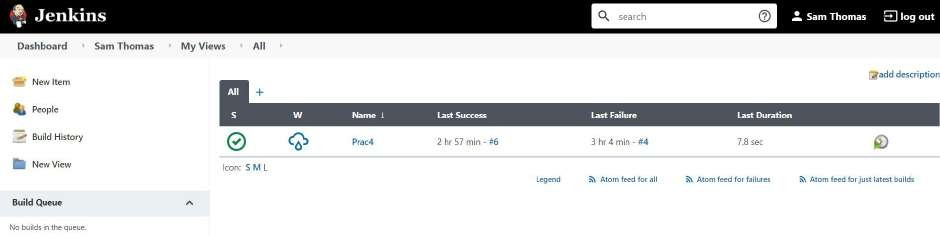 Jenkins
search
Sam Thomas
log out
Dashboard Sam Thomas My Views All
New Item
People
Build History
New View
Build Queue
No builds in the queue.
add description
All +
S W Name ↓ Last Success Last Failure Last Duration
Prac4 2 hr 57 min - #6 3 hr 4 min - #4 7.8 sec
Icon: S M L
Legend Atom feed for all Atom feed for failures Atom feed for just latest builds